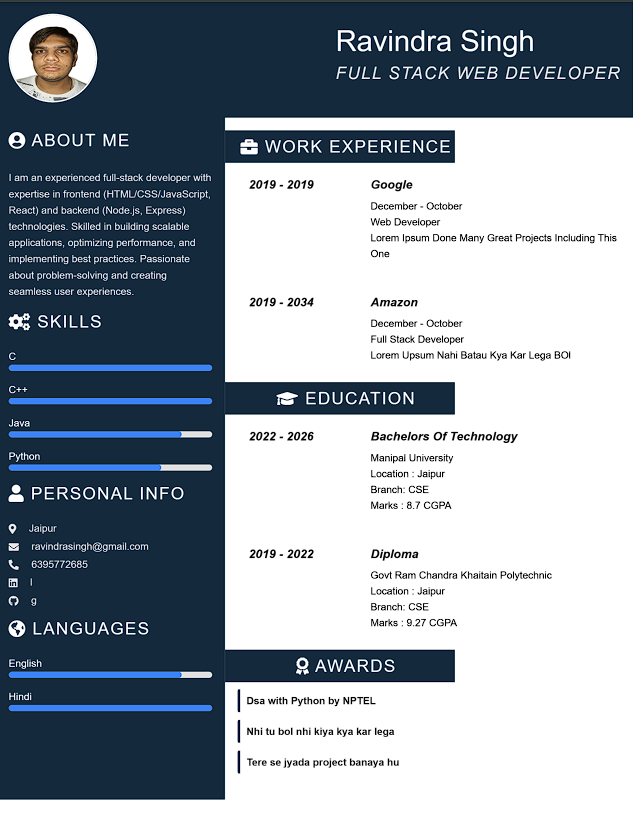 Ravindra Singh
FULL STACK WEB DEVELOPER
ABOUT ME
I am an experienced full-stack developer with
expertise in frontend (HTML/CSS/JavaScript,
React) and backend (Node.js, Express)
technologies. Skilled in building scalable
applications, optimizing performance, and
implementing best practices. Passionate
about problem-solving and creating
seamless user experiences.
SKILLS
C
C++
Java
Python
PERSONAL INFO
Jaipur
ravindrasingh@gmail.com
6395772685
l
g
LANGUAGES
English
Hindi
WORK EXPERIENCE
2019 - 2019 Google
December - October
Web Developer
Lorem Ipsum Done Many Great Projects Including This
One
2019 - 2034 Amazon
December - October
Full Stack Developer
Lorem Upsum Nahi Batau Kya Kar Lega BOl
EDUCATION
2022 - 2026 Bachelors Of Technology
Manipal University
Location : Jaipur
Branch: CSE
Marks : 8.7 CGPA
2019 - 2022 Diploma
Govt Ram Chandra Khaitain Polytechnic
Location : Jaipur
Branch: CSE
Marks : 9.27 CGPA
AWARDS
Dsa with Python by NPTEL
Nhi tu bol nhi kiya kya kar lega
Tere se jyada project banaya hu